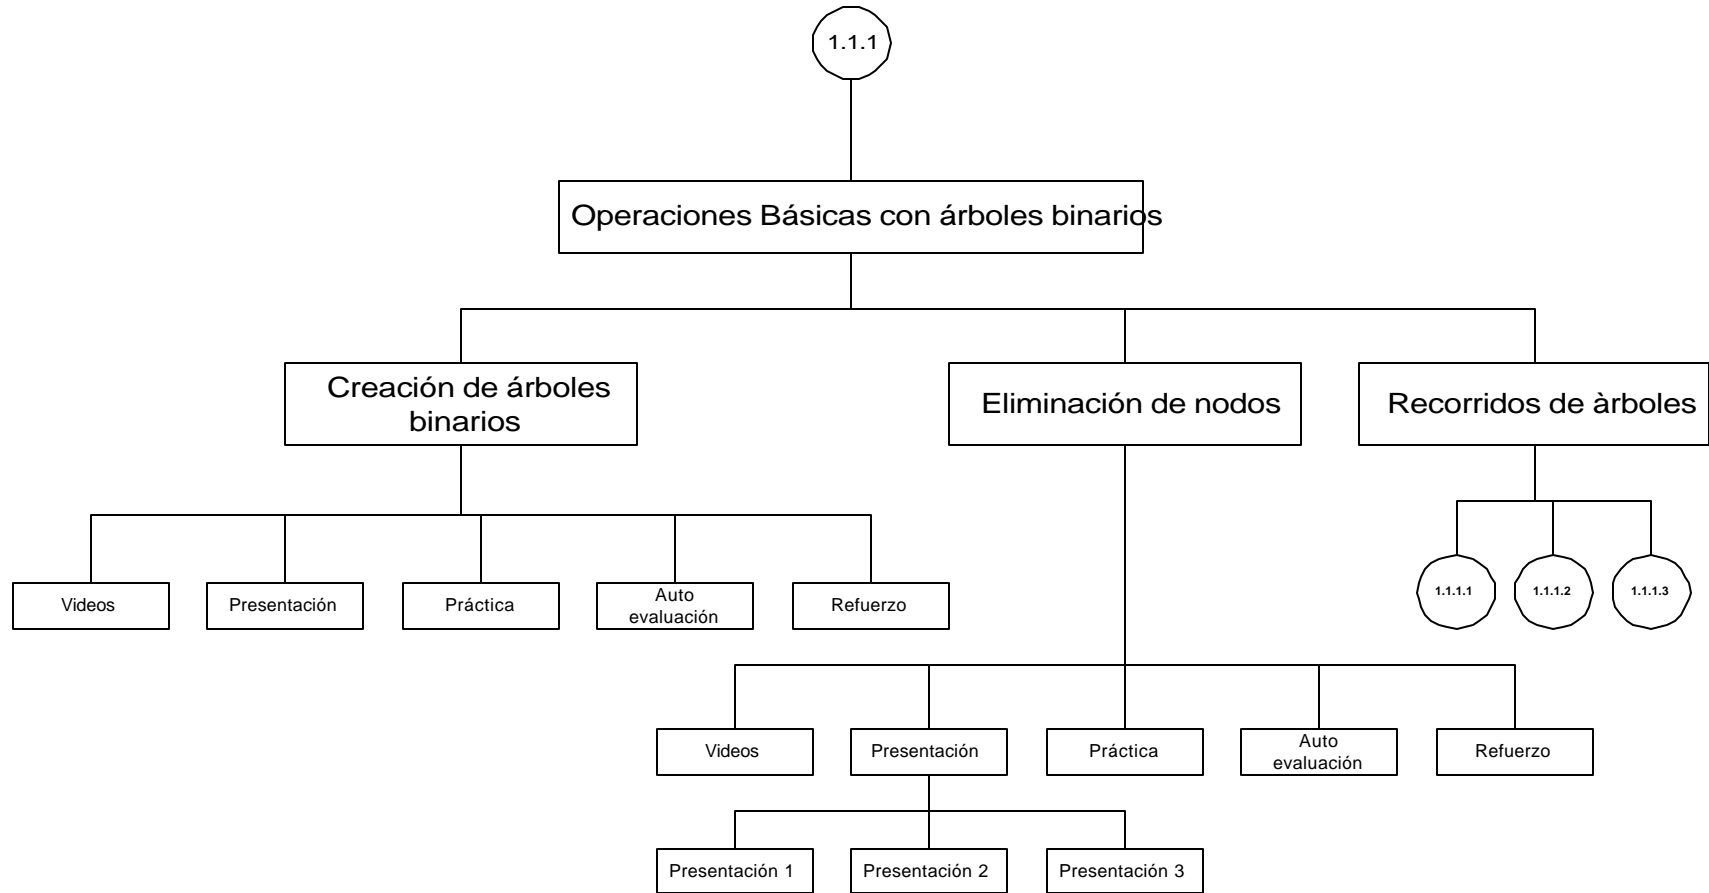 1.1.1
Operaciones Básicas con árboles binarios
Creación de árboles
binarios
Eliminación de nodos
Recorridos de àrboles
Videos
Presentación
Práctica
Auto
evaluación
Refuerzo
1.1.1.1
1.1.1.2
1.1.1.3
Videos
Presentación
Práctica
Auto
evaluación
Refuerzo
Presentación 1
Presentación 2
Presentación 3